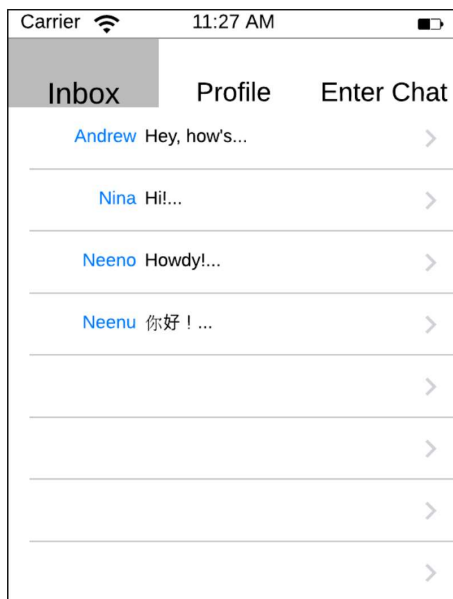 Carrier 11:27 AM
Inbox Profile Enter Chat
Andrew Hey, how's...
Nina Hi!...
Neeno Howdy!...
Neenu 你好！...